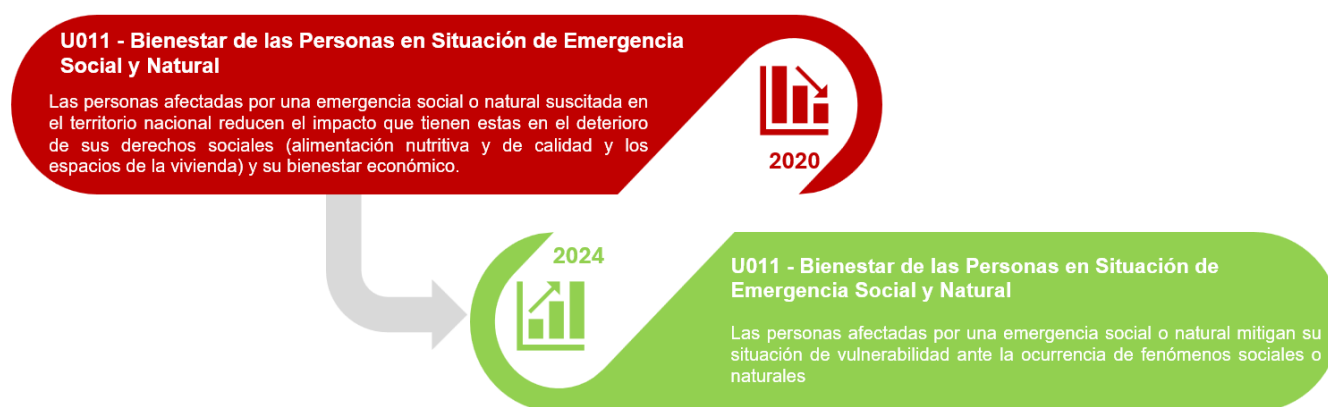 U011 - Bienestar de las Personas en Situación de Emergencia
Social y Natural
Las personas afectadas por una emergencia social o natural suscitada en
el territorio nacional reducen el impacto que tienen estas en el deterioro
de sus derechos sociales (alimentación nutritiva y de calidad y los
espacios de la vivienda) y su bienestar económico.
2020
2024
U011 - Bienestar de las Personas en Situación de
Emergencia Social y Natural
Las personas afectadas por una emergencia social o natural mitigan su
situación de vulnerabilidad ante la ocurrencia de fenómenos sociales o
naturales